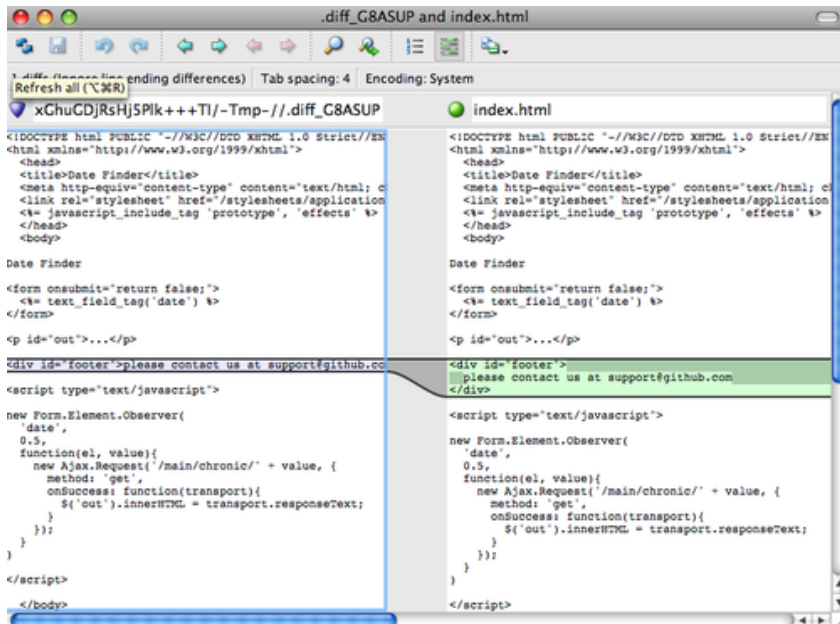 .diff_G8ASUP and index.html
1 diffs (Ignore line ending differences) Tab spacing: 4 Encoding: System
Refresh all (⌥⌘R)
xGhuGDjRsHj5Plk+++TI/-Tmp-//.diff_G8ASUP
<!DOCTYPE html PUBLIC "-//W3C//DTD XHTML 1.0 Strict//EN
<html xmlns="http://www.w3.org/1999/xhtml">
<head>
<title>Date Finder</title>
<meta http-equiv="content-type" content="text/html; c
<link rel="stylesheet" href="/stylesheets/application
<%= javascript_include_tag 'prototype', 'effects' %>
</head>
<body>
Date Finder
<form onsubmit="return false;">
<%= text_field_tag('date') %>
</form>
<p id="out">...</p>
<div id="footer">please contact us at support@github.co
<script type="text/javascript">
new Form.Element.Observer(
'date',
0.5,
function(el, value){
new Ajax.Request('/main/chronic/' + value, {
method: 'get',
onSuccess: function(transport){
$('out').innerHTML = transport.responseText;
}
});
}
)
</script>
</body>
index.html
<!DOCTYPE html PUBLIC "-//W3C//DTD XHTML 1.0 Strict//EN
<html xmlns="http://www.w3.org/1999/xhtml">
<head>
<title>Date Finder</title>
<meta http-equiv="content-type" content="text/html; c
<link rel="stylesheet" href="/stylesheets/application
<%= javascript_include_tag 'prototype', 'effects' %>
</head>
<body>
Date Finder
<form onsubmit="return false;">
<%= text_field_tag('date') %>
</form>
<p id="out">...</p>
<div id="footer">
please contact us at support@github.com
</div>
<script type="text/javascript">
new Form.Element.Observer(
'date',
0.5,
function(el, value){
new Ajax.Request('/main/chronic/' + value, {
method: 'get',
onSuccess: function(transport){
$('out').innerHTML = transport.responseText;
}
});
}
)
</script>